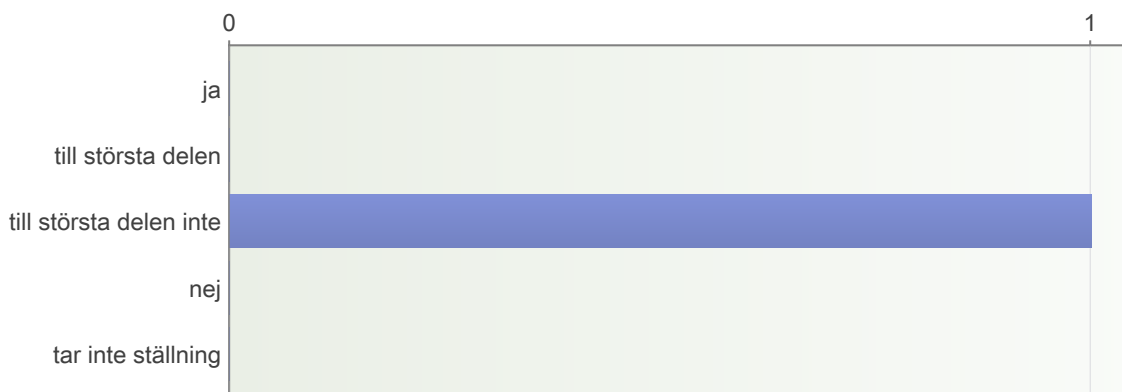 0 1
ja
till största delen
till största delen inte
nej
tar inte ställning